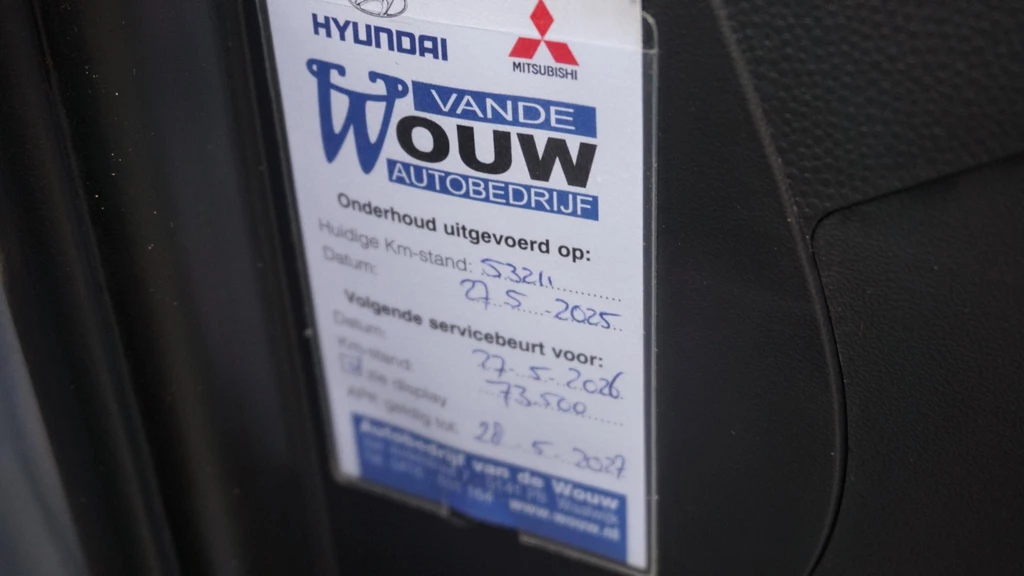 HYUNDAI
MITSUBISHI
VANDE
WOUW
AUTOBEDRIJF
Onderhoud uitgevoerd op:
Huidige Km-stand: 53211
Datum: 27-5-2025
Volgende servicebeurt voor:
Datum: 27-5-2026
Km-stand: 73.500
zie display
APK geldig tot: 28-5-2027
Autobedrijf van de Wouw
www.wouw.nl